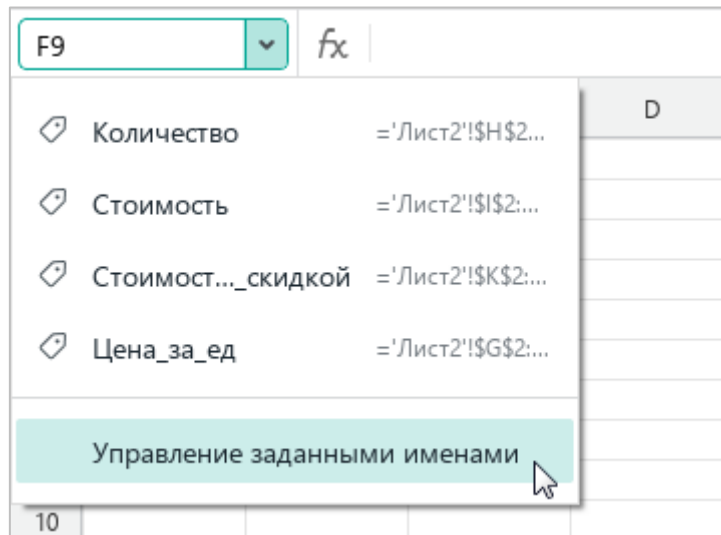 F9 fx
D
Количество ='Лист2'!$H$2...
Стоимость ='Лист2'!$I$2:...
Стоимост..._скидкой ='Лист2'!$K$2:...
Цена_за_ед ='Лист2'!$G$2:...
Управление заданными именами
10